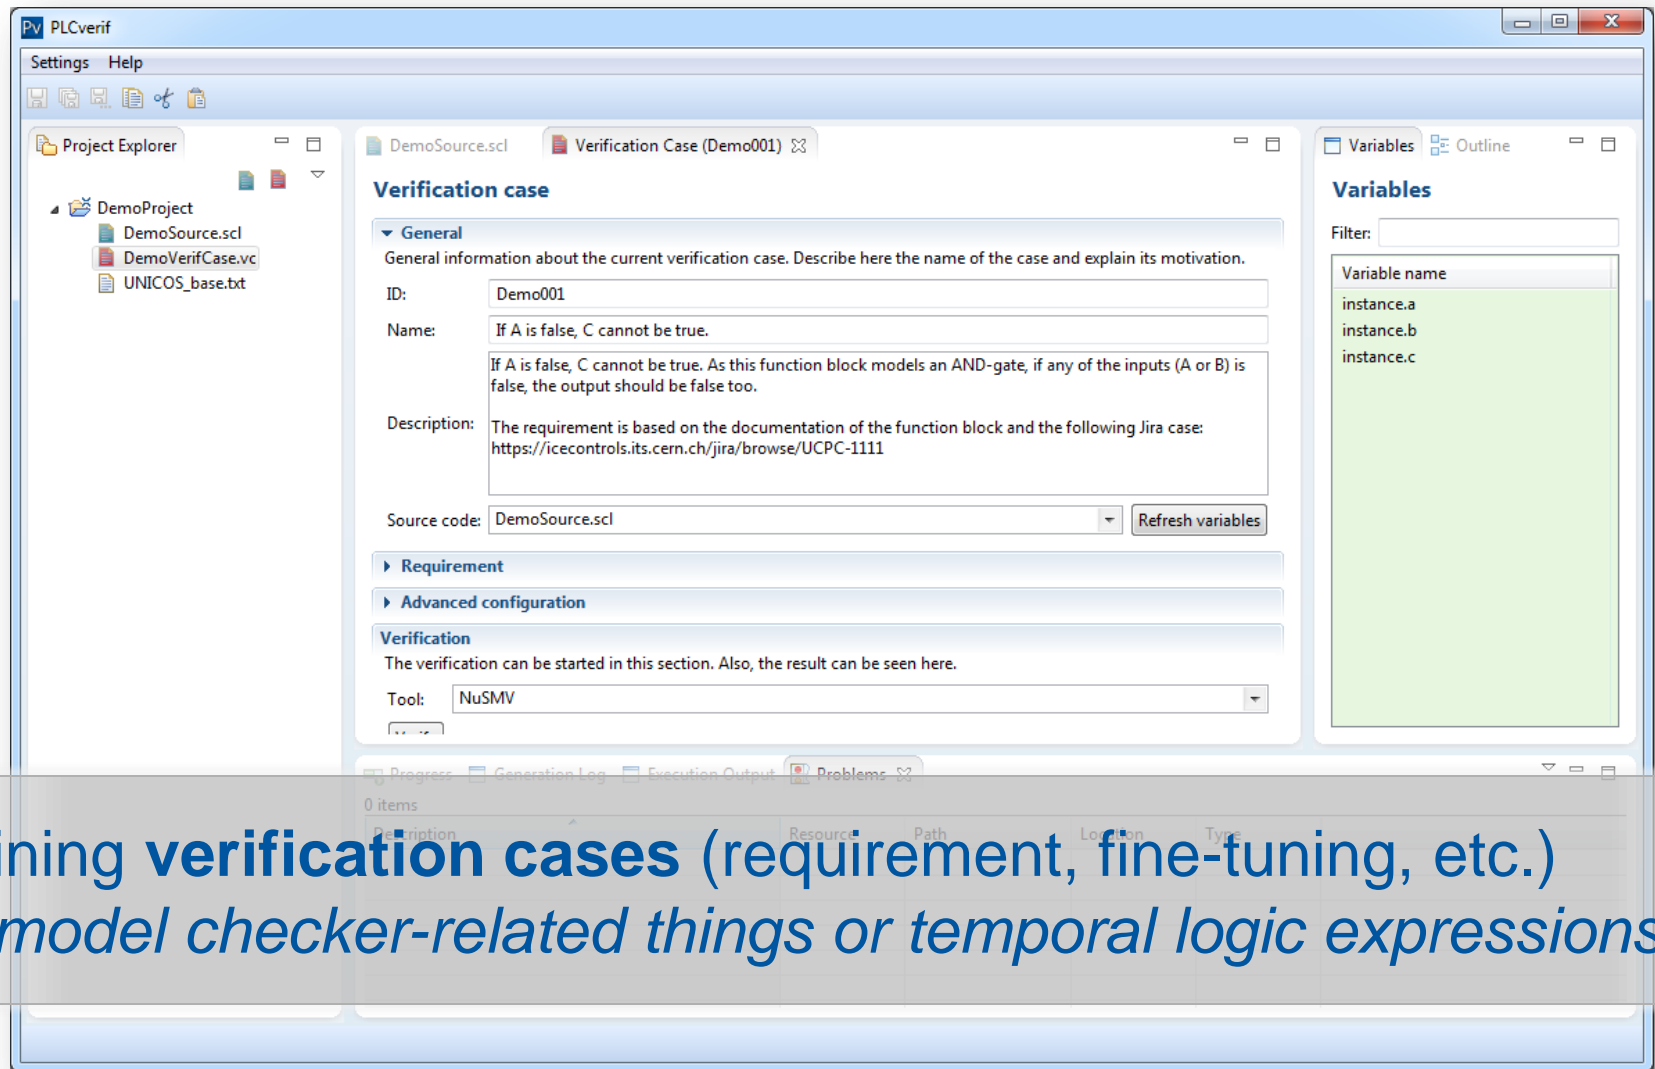 Pv PLCverif
Settings Help
Project Explorer
DemoProject
DemoSource.scl
DemoVerifCase.vc
UNICOS_base.txt
DemoSource.scl
Verification Case (Demo001)
Verification case
General
General information about the current verification case. Describe here the name of the case and explain its motivation.
ID: Demo001
Name: If A is false, C cannot be true.
Description:
If A is false, C cannot be true. As this function block models an AND-gate, if any of the inputs (A or B) is
false, the output should be false too.
The requirement is based on the documentation of the function block and the following Jira case:
https://icecontrols.its.cern.ch/jira/browse/UCPC-1111
Source code: DemoSource.scl Refresh variables
Requirement
Advanced configuration
Verification
The verification can be started in this section. Also, the result can be seen here.
Tool: NuSMV
Variables Outline
Variables
Filter:
Variable name
instance.a
instance.b
instance.c
Progress Generation Log Execution Output Problems
0 items
Description Resource Path Location Type
ining verification cases (requirement, fine-tuning, etc.)
model checker-related things or temporal logic expressions